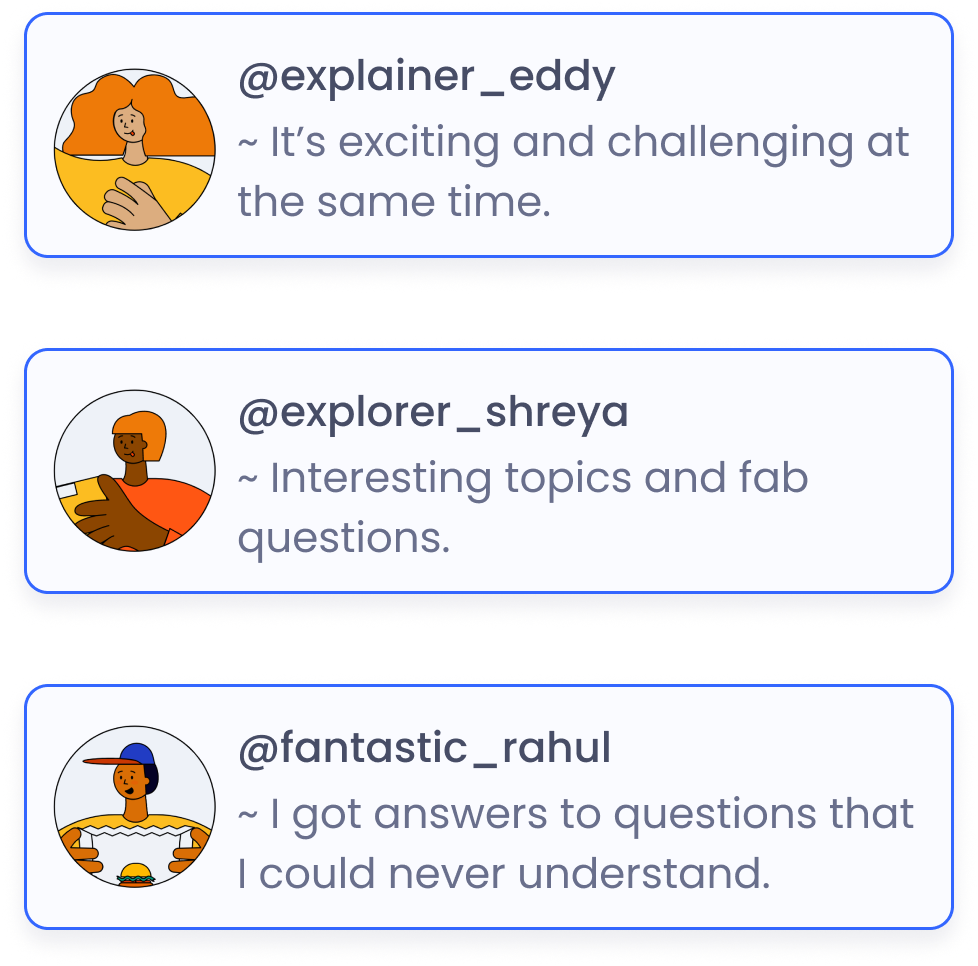 @explainer_eddy
~ It’s exciting and challenging at
the same time.
@explorer_shreya
~ Interesting topics and fab
questions.
@fantastic_rahul
~ I got answers to questions that
I could never understand.